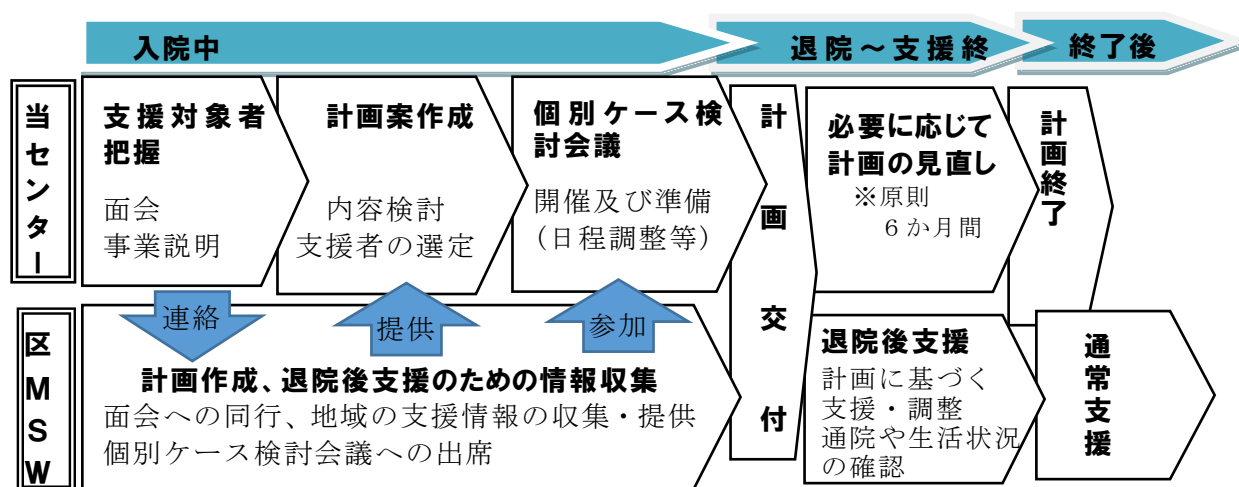 入院中
退院～支援終
終了後
当センター
支援対象者
把握
面会
事業説明
計画案作成
内容検討
支援者の選定
個別ケース検
討会議
開催及び準備
(日程調整等)
計画交付
必要に応じて
計画の見直し
※原則
６か月間
計画終了
連絡
提供
参加
区ＭＳＷ
計画作成、退院後支援のための情報収集
面会への同行、地域の支援情報の収集・提供
個別ケース検討会議への出席
退院後支援
計画に基づく
支援・調整
通院や生活状況
の確認
通常支援